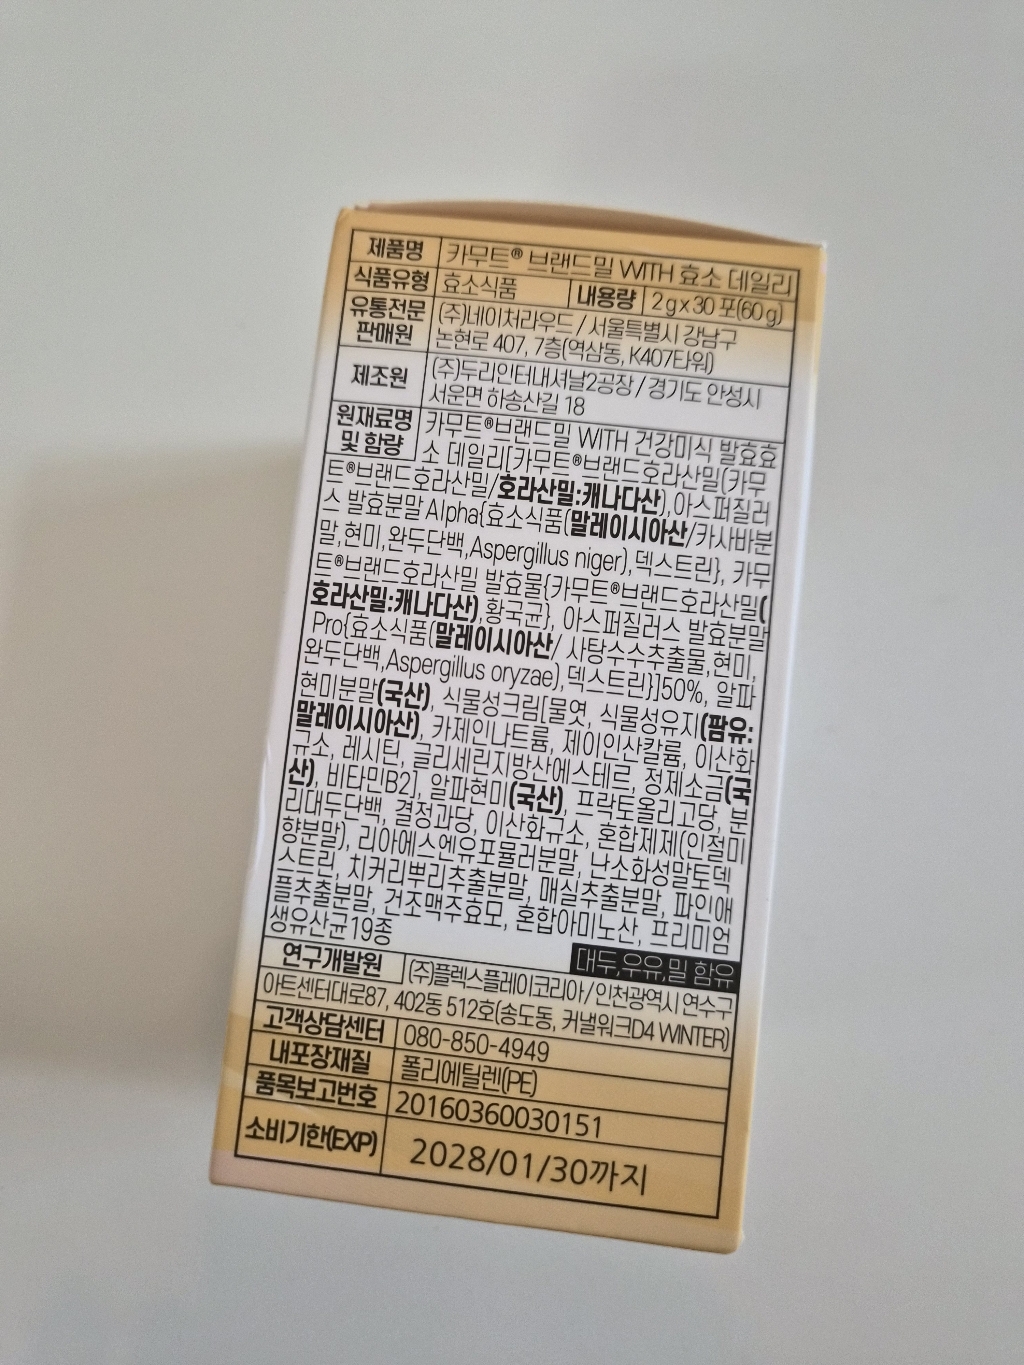 제품명 카무트® 브랜드밀 WITH 효소 데일리
식품유형 효소식품 내용량 2gx30 포(60g)
유통전문판매원 (주)네이처라우드 / 서울특별시 강남구
논현로 407, 7층(역삼동, K407타워)
제조원 (주)두리인터내셔날2공장 / 경기도 안성시
서운면 하송산길 18
원재료명 및 함량 카무트®브랜드밀 WITH 건강미식 발효효
소 데일리[카무트®브랜드호라산밀(카무
트®브랜드호라산밀/호라산밀:캐나다산),아스퍼질러
스 발효분말Alpha{효소식품(말레이시아산/카사바분
말,현미,완두단백,Aspergillus niger),덱스트린}, 카무
트®브랜드호라산밀 발효물{카무트®브랜드호라산밀(
호라산밀:캐나다산),황국균}, 아스퍼질러스 발효분말
Pro{효소식품(말레이시아산/ 사탕수수추출물,현미,
완두단백,Aspergillus oryzae),덱스트린}]50%, 알파
현미분말(국산), 식물성크림[물엿, 식물성유지(팜유:
말레이시아산), 카제인나트륨, 제이인산칼륨, 이산화
규소, 레시틴, 글리세린지방산에스테르, 정제소금(국
산), 비타민B2], 알파현미(국산), 프락토올리고당, 분
리대두단백, 결정과당, 이산화규소, 혼합제제(인절미
향분말), 리아에스엔유포뮬러분말, 난소화성말토덱
스트린, 치커리뿌리추출분말, 매실추출분말, 파인애
플추출분말, 건조맥주효모, 혼합아미노산, 프리미엄
생유산균19종
대두,우유,밀 함유
연구개발원 (주)플렉스플레이코리아/인천광역시 연수구
아트센터대로87, 402동 512호(송도동, 커낼워크D4 WINTER)
고객상담센터 080-850-4949
내포장재질 폴리에틸렌(PE)
품목보고번호 20160360030151
소비기한(EXP) 2028/01/30까지